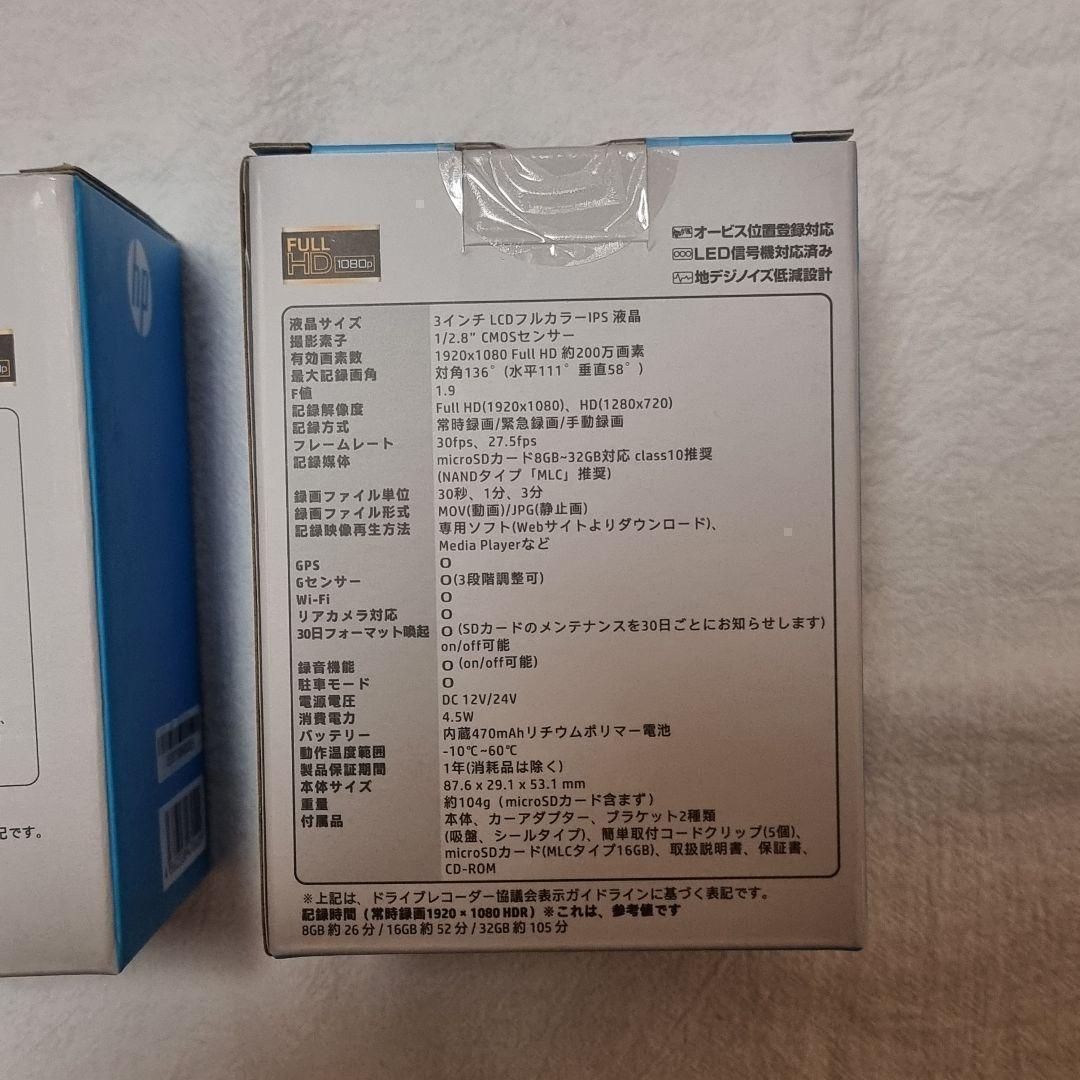 hp
FULL
HD 1080p
オービス位置登録対応
LED信号機対応済み
地デジノイズ低減設計
液晶サイズ 3インチ LCDフルカラーIPS 液晶
撮影素子 1/2.8" CMOSセンサー
有効画素数 1920x1080 Full HD 約200万画素
最大記録画角 対角136°(水平111°垂直58°)
F値 1.9
記録解像度 Full HD(1920x1080)、HD(1280x720)
記録方式 常時録画/緊急録画/手動録画
フレームレート 30fps、27.5fps
記録媒体 microSDカード8GB~32GB対応 class10推奨
(NANDタイプ「MLC」推奨)
録画ファイル単位 30秒、1分、3分
録画ファイル形式 MOV(動画)/JPG(静止画)
記録映像再生方法 専用ソフト(Webサイトよりダウンロード)、
Media Playerなど
GPS O
Gセンサー O(3段階調整可)
Wi-Fi O
リアカメラ対応 O
30日フォーマット喚起 O (SDカードのメンテナンスを30日ごとにお知らせします)
on/off可能
録音機能 O (on/off可能)
駐車モード O
電源電圧 DC 12V/24V
消費電力 4.5W
バッテリー 内蔵470mAhリチウムポリマー電池
動作温度範囲 -10℃~60℃
製品保証期間 1年(消耗品は除く)
本体サイズ 87.6 x 29.1 x 53.1 mm
重量 約104g（microSDカード含まず）
付属品 本体、カーアダプター、ブラケット2種類
(吸盤、シールタイプ)、簡単取付コードクリップ(5個)、
microSDカード(MLCタイプ16GB)、取扱説明書、保証書、
CD-ROM
※上記は、ドライブレコーダー協議会表示ガイドラインに基づく表記です。
記録時間（常時録画1920 × 1080 HDR）※これは、参考値です
8GB 約 26 分 / 16GB 約 52 分 / 32GB 約 105 分
記です。